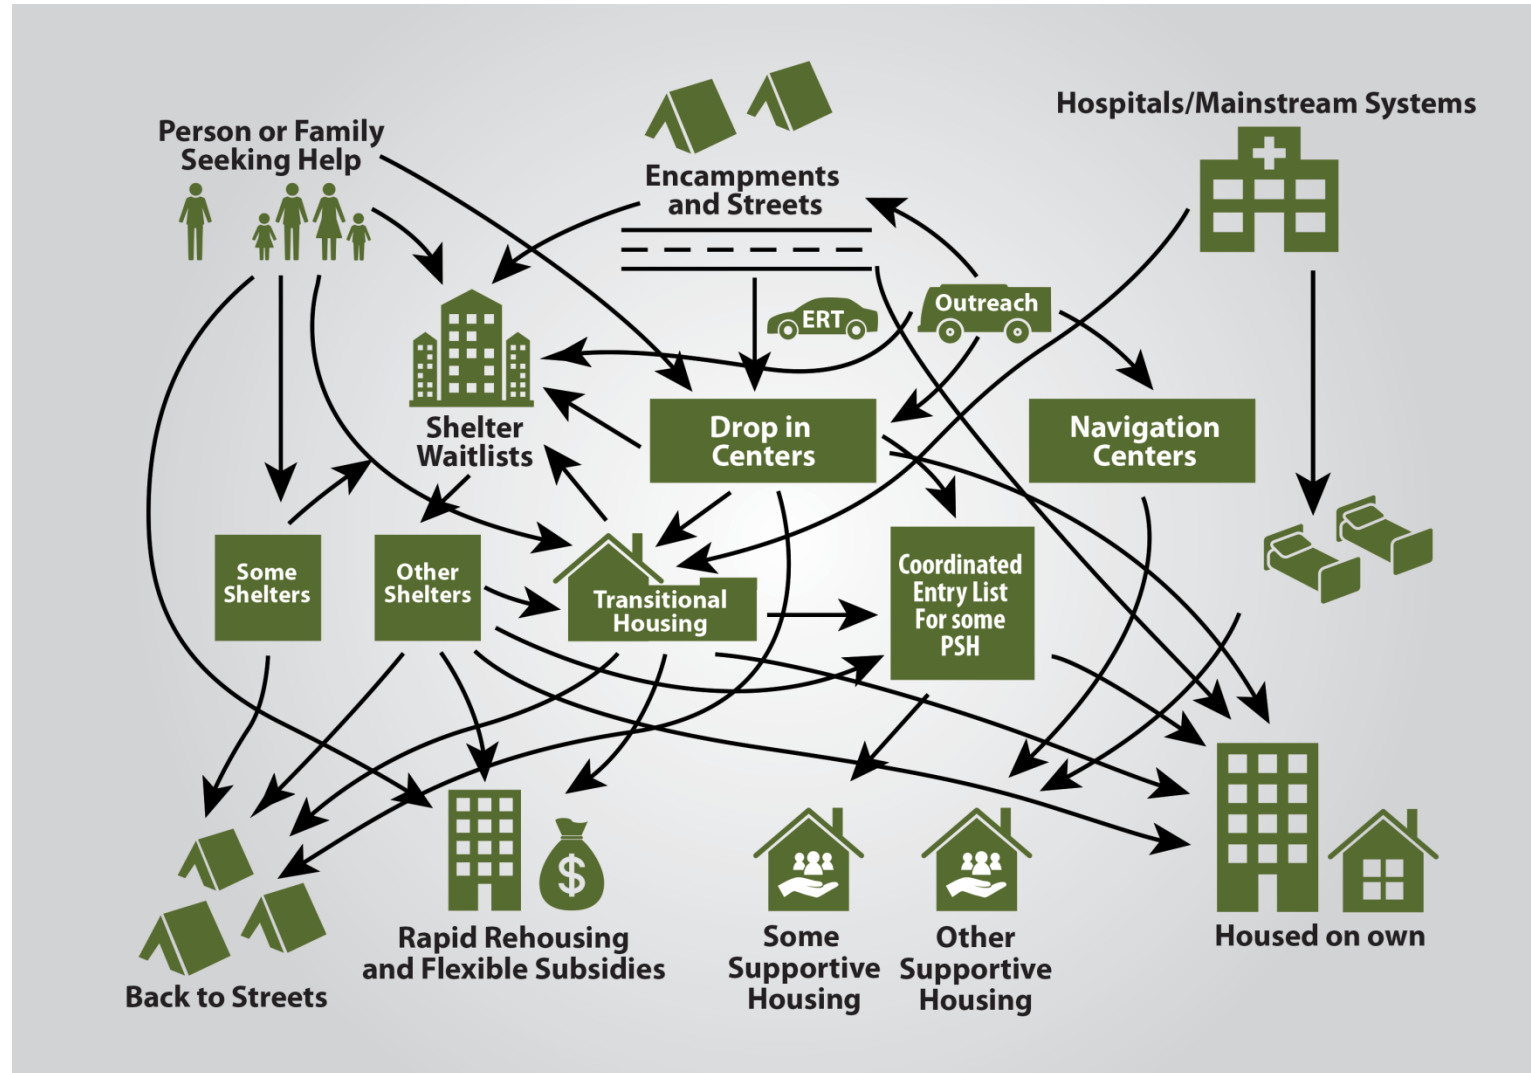 Person or Family
Seeking Help
Encampments
and Streets
Hospitals/Mainstream Systems
ERT
Outreach
Shelter
Waitlists
Drop in
Centers
Navigation
Centers
Some
Shelters
Other
Shelters
Transitional
Housing
Coordinated
Entry List
For some
PSH
Back to Streets
$
Rapid Rehousing
and Flexible Subsidies
Some
Supportive
Housing
Other
Supportive
Housing
Housed on own